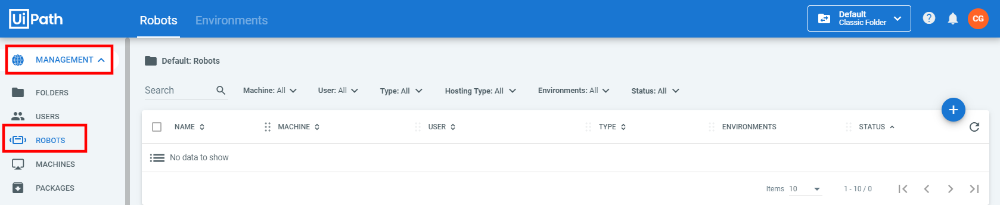 UiPath
Robots Environments
Default
Classic Folder
CG
MANAGEMENT
FOLDERS
USERS
ROBOTS
MACHINES
PACKAGES
Default: Robots
Search Machine: All User: All Type: All Hosting Type: All Environments: All Status: All
+
NAME MACHINE USER TYPE ENVIRONMENTS STATUS
No data to show
Items 10 1 - 10 / 0